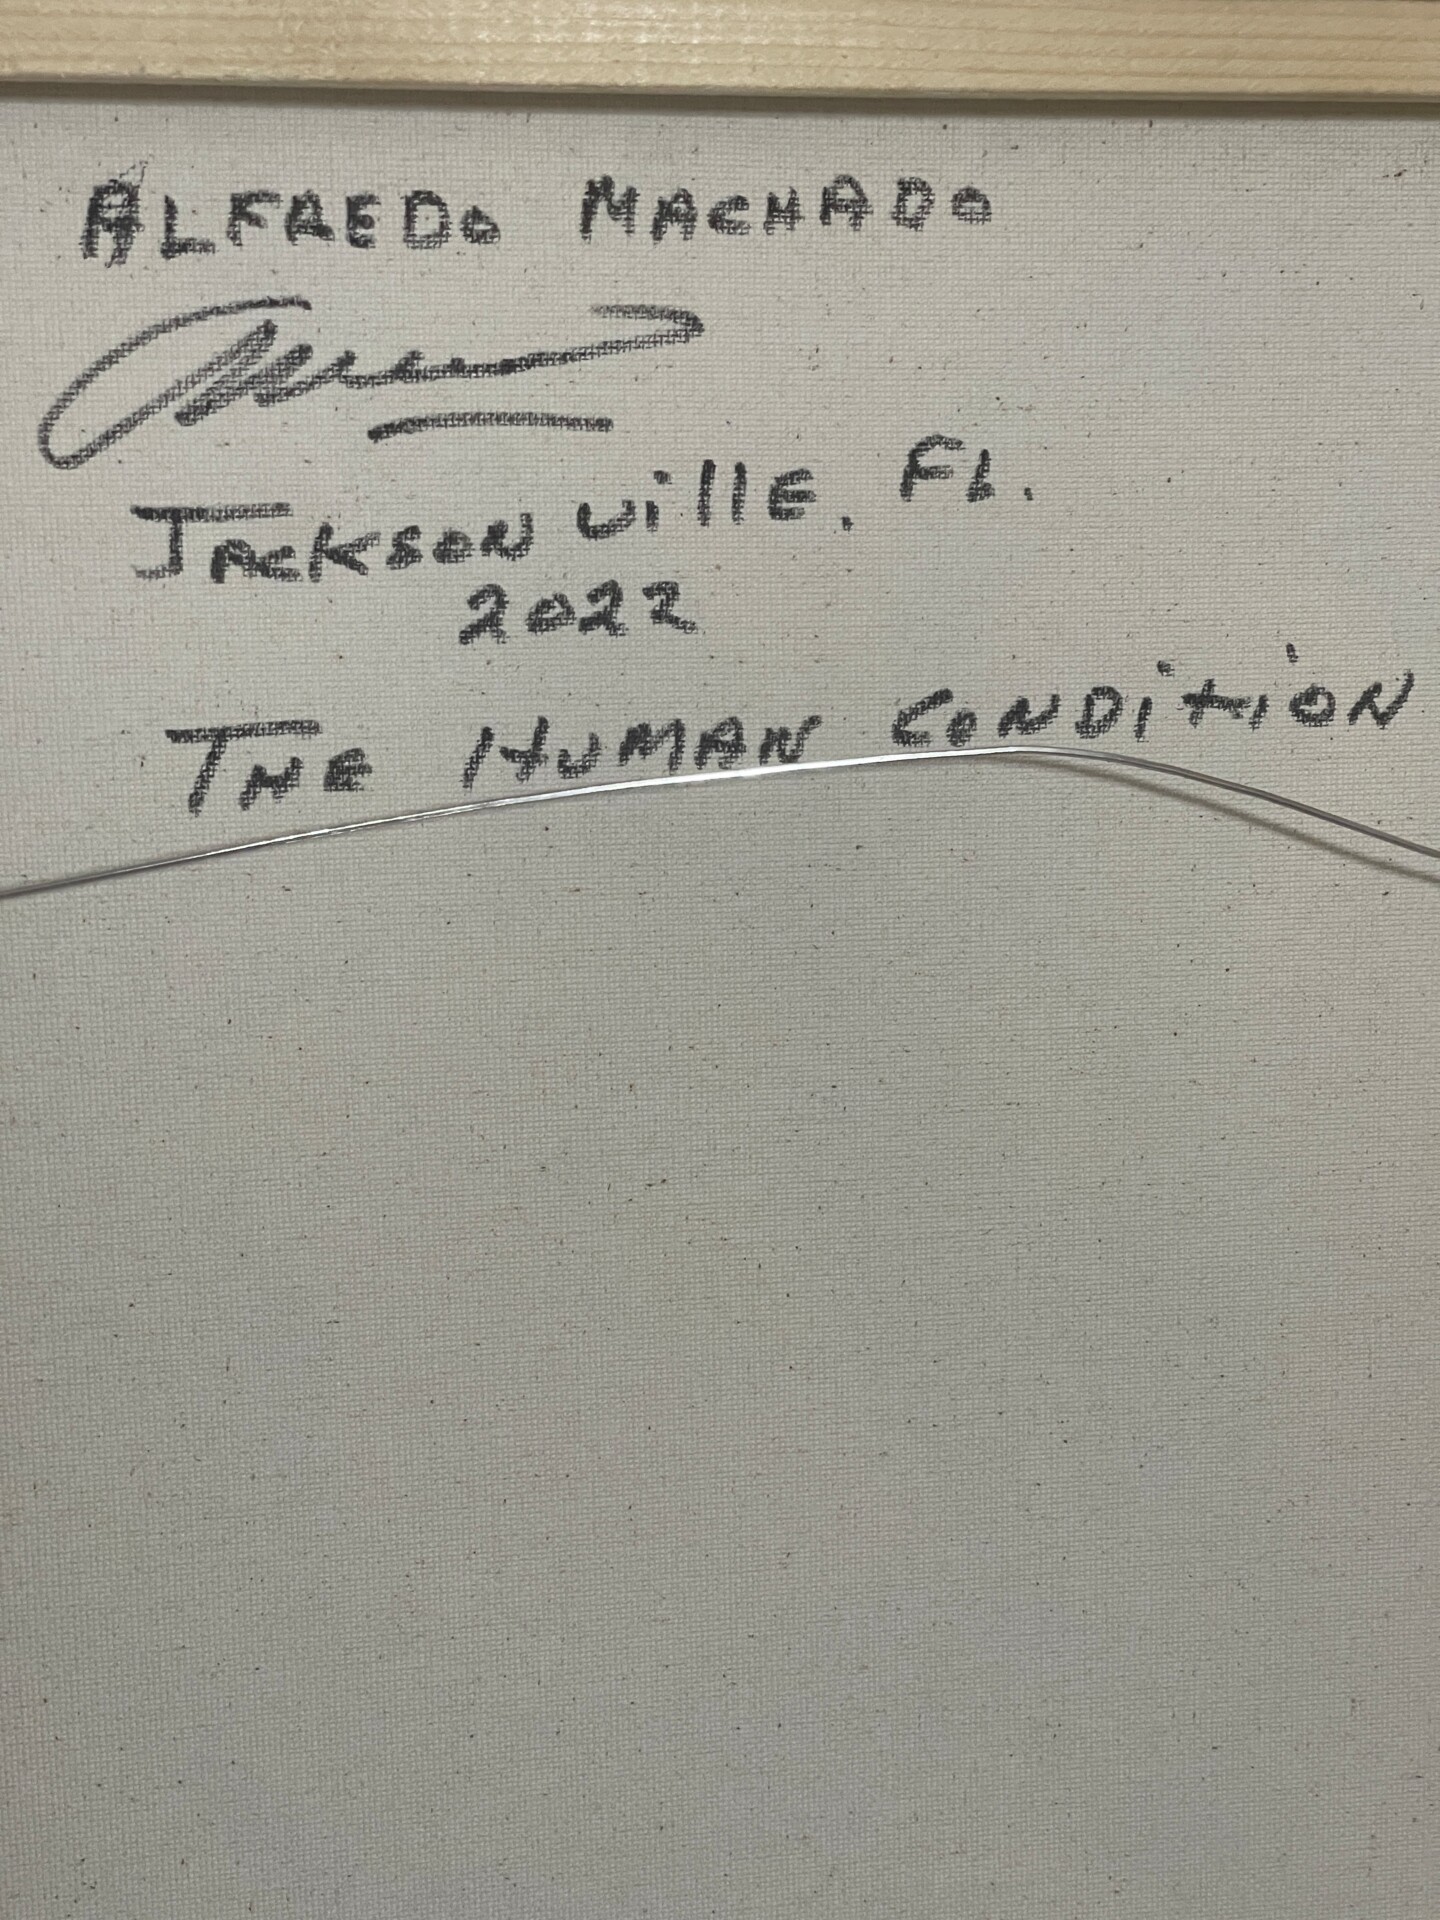 ALFREDO MACHADO
JACKSONville, FL.
2022
THE HUMAN CONDITION